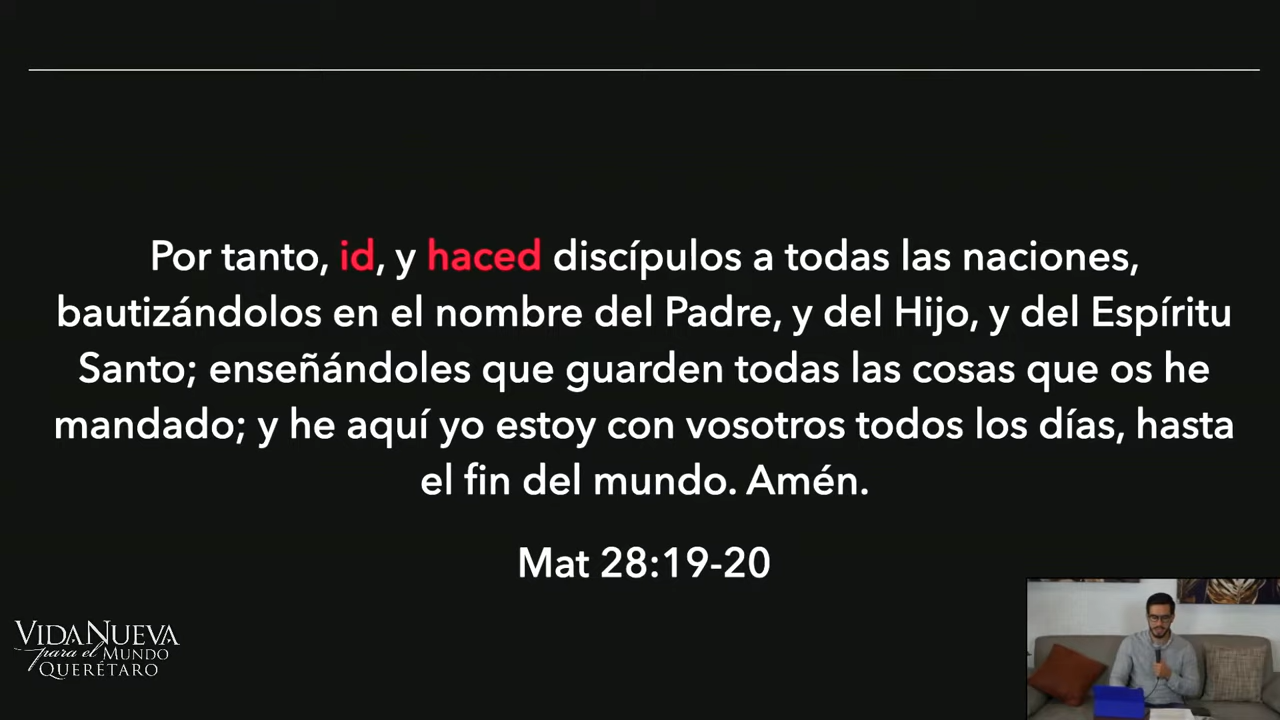 Por tanto, id, y haced discípulos a todas las naciones,
bautizándolos en el nombre del Padre, y del Hijo, y del Espíritu
Santo; enseñándoles que guarden todas las cosas que os he
mandado; y he aquí yo estoy con vosotros todos los días, hasta
el fin del mundo. Amén.
Mat 28:19-20
VIDA NUEVA
para el MUNDO
QUERÉTARO